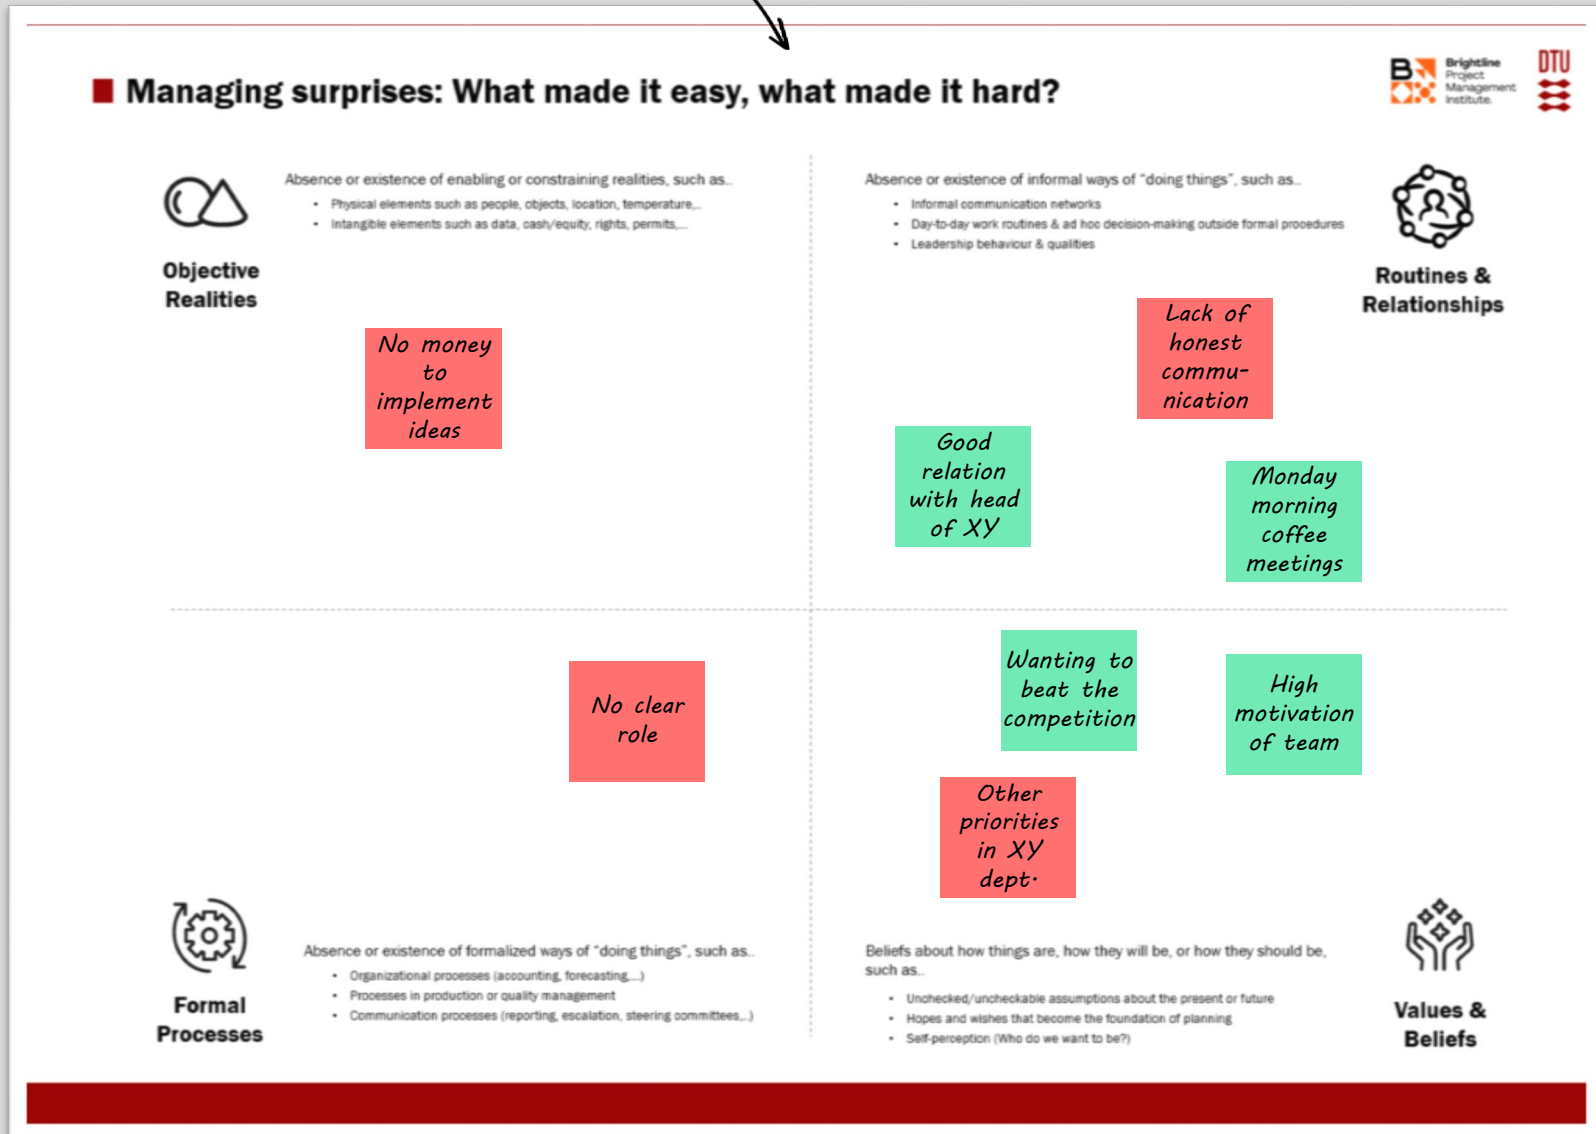 Managing surprises: What made it easy, what made it hard?
Brightline
Project
Management
Institute.
DTU
Objective
Realities
Absence or existence of enabling or constraining realities, such as..
• Physical elements such as people, objects, location, temperature,..
• Intangible elements such as data, cash/equity, rights, permits,...
No money
to
implement
ideas
Absence or existence of informal ways of “doing things”, such as..
• Informal communication networks
• Day-to-day work routines & ad hoc decision-making outside formal procedures
• Leadership behaviour & qualities
Routines &
Relationships
Lack of
honest
commu-
nication
Good
relation
with head
of XY
Monday
morning
coffee
meetings
No clear
role
Formal
Processes
Absence or existence of formalized ways of “doing things”, such as..
• Organizational processes (accounting, forecasting,...)
• Processes in production or quality management
• Communication processes (reporting, escalation, steering committees,..)
Wanting to
beat the
competition
High
motivation
of team
Other
priorities
in XY
dept.
Beliefs about how things are, how they will be, or how they should be,
such as..
• Unchecked/uncheckable assumptions about the present or future
• Hopes and wishes that become the foundation of planning
• Self-perception (Who do we want to be?)
Values &
Beliefs